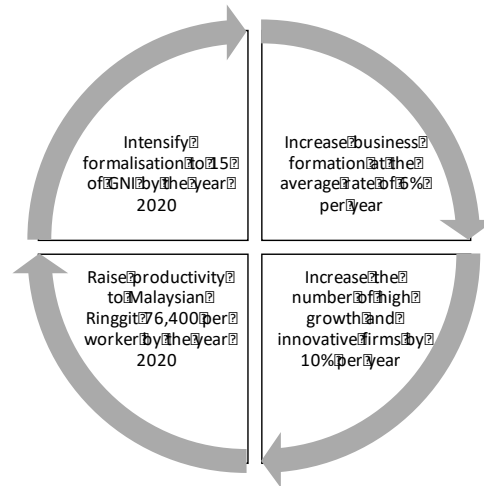 Intensify
formalisation to 15
of GNI by the year
2020
Increase business
formation at the
average rate of 6%
per year
Raise productivity
to Malaysian
Ringgit 76,400 per
worker by the year
2020
Increase the
number of high
growth and
innovative firms by
10% per year